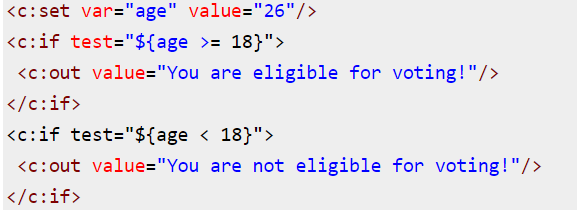 <c:set var="age" value="26"/>
<c:if test="${age >= 18}">
<c:out value="You are eligible for voting!"/>
</c:if>
<c:if test="${age < 18}">
<c:out value="You are not eligible for voting!"/>
</c:if>